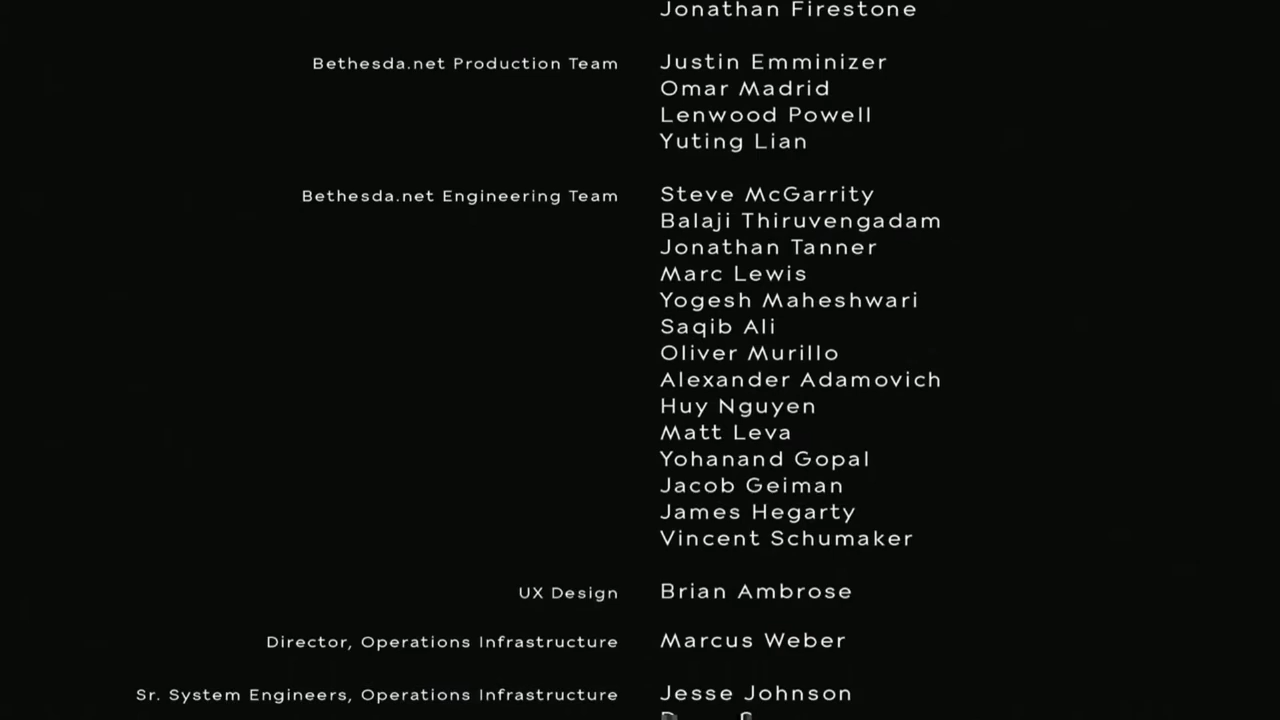 Jonathan Firestone
Bethesda.net Production Team Justin Emminizer
Omar Madrid
Lenwood Powell
Yuting Lian
Bethesda.net Engineering Team Steve McGarrity
Balaji Thiruvengadam
Jonathan Tanner
Marc Lewis
Yogesh Maheshwari
Saqib Ali
Oliver Murillo
Alexander Adamovich
Huy Nguyen
Matt Leva
Yohanand Gopal
Jacob Geiman
James Hegarty
Vincent Schumaker
UX Design Brian Ambrose
Director, Operations Infrastructure Marcus Weber
Sr. System Engineers, Operations Infrastructure Jesse Johnson